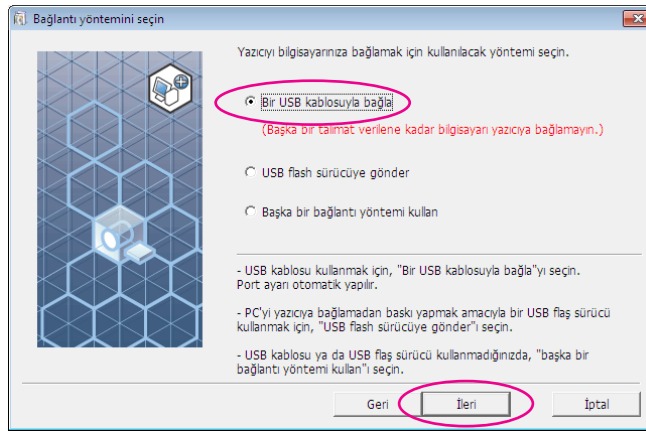 Bağlantı yöntemini seçin
Yazıcıyı bilgisayarınıza bağlamak için kullanılacak yöntemi seçin.
Bir USB kablosuyla bağla
(Başka bir talimat verilene kadar bilgisayarı yazıcıya bağlamayın.)
USB flash sürücüye gönder
Başka bir bağlantı yöntemi kullan
- USB kablosu kullanmak için, "Bir USB kablosuyla bağla"yı seçin.
Port ayarı otomatik yapılır.
- PC'yi yazıcıya bağlamadan baskı yapmak amacıyla bir USB flaş sürücü
kullanmak için, "USB flash sürücüye gönder"i seçin.
- USB kablosu ya da USB flaş sürücü kullanmadığınızda, "başka bir
bağlantı yöntemi kullan"ı seçin.
Geri İleri İptal